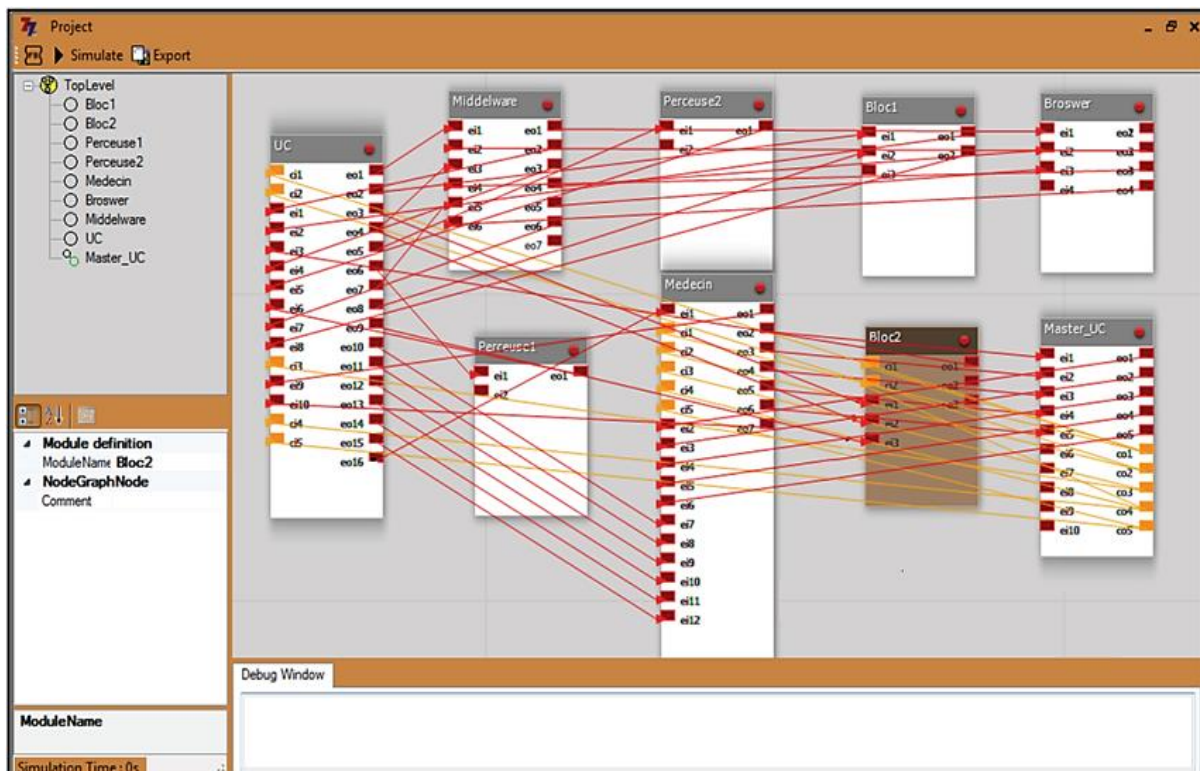 Project
Simulate Export
TopLevel
Bloc1
Bloc2
Perceuse1
Perceuse2
Medecin
Broswer
Middelware
UC
Master_UC
Module definition
ModuleName Bloc2
NodeGraphNode
Comment
ModuleName
Simulation Time : 0s
UC
ci1 eo1
ci2 eo2
ei1 eo3
ei2 eo4
ei3 eo5
ei4 eo6
ei5 eo7
ei6 eo8
ei7 eo9
ei8 eo10
ci3 eo11
ei9 eo12
ei10 eo13
ci4 eo14
ci5 eo15
eo16
Middelware
ei1 eo1
ei2 eo2
ei3 eo3
ei4 eo4
ei5 eo5
ei6 eo6
eo7
Perceuse2
ei1 eo1
ei2
Bloc1
ei1 eo1
ei2 eo2
ei3
Broswer
ei1 eo2
ei2 eo3
ei3
ei4 eo4
Perceuse1
ei1 eo1
ei2
Medecin
ei1 eo1
ci1 eo2
ci2 eo3
ci3 eo4
ci4 eo5
ci5 eo6
ei2 eo7
ei3
ei4
ei5
ei6
ei7
ei8
ei9
ei10
ei11
ei12
Bloc2
ci1 eo1
ci2
ei1
ei2
ei3
Master_UC
ei1 eo1
ei2 eo2
ei3 eo3
ei4 eo4
ei5 eo5
ei6 co1
ei7 co2
ei8 co3
ei9 co4
ei10 co5
Debug Window